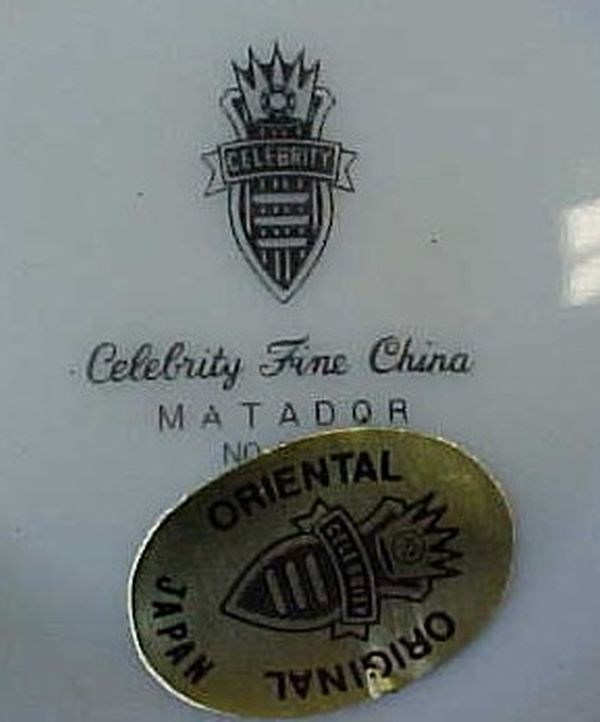 CELEBRITY
Celebrity Fine China
MATADOR
NO.
ORIENTAL
CELEBRITY
ORIGINAL
JAPAN